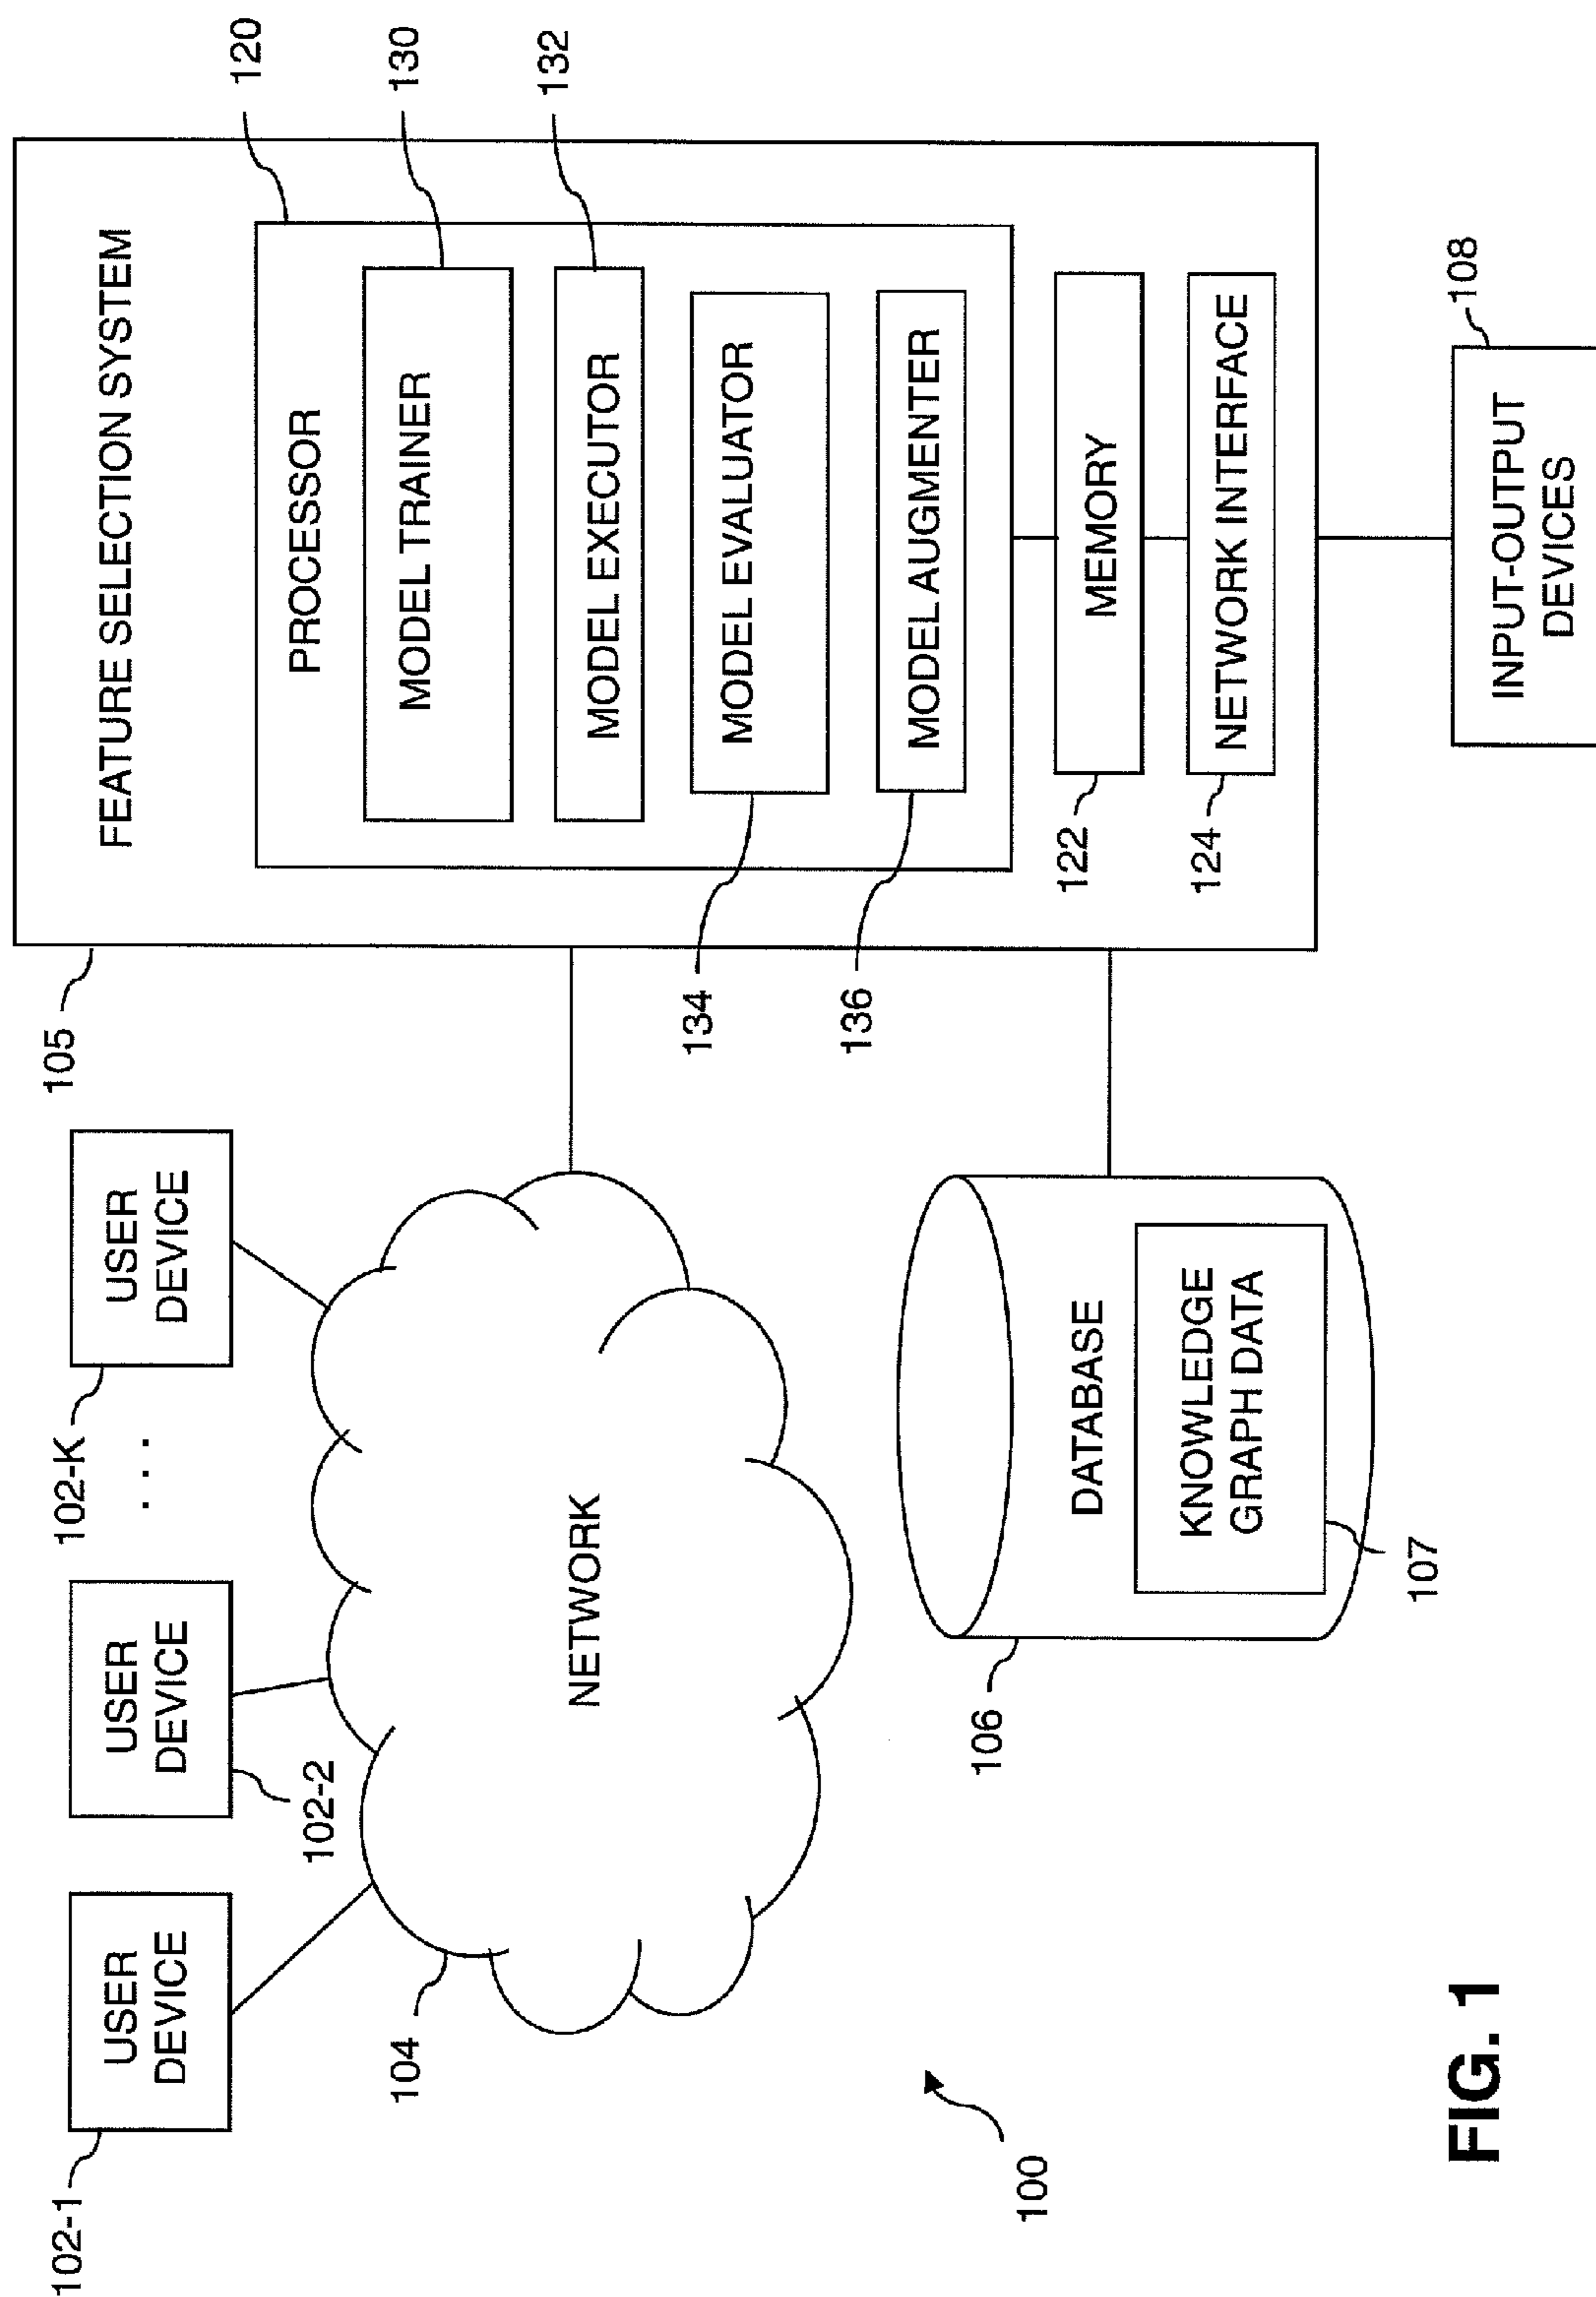 102-1
USER
DEVICE
102-2
USER
DEVICE
102-K
. . .
USER
DEVICE
104
NETWORK
100
105
FEATURE SELECTION SYSTEM
120
PROCESSOR
130
MODEL TRAINER
132
MODEL EXECUTOR
134
MODEL EVALUATOR
136
MODEL AUGMENTER
122
MEMORY
124
NETWORK INTERFACE
106
DATABASE
KNOWLEDGE
GRAPH DATA
107
108
INPUT-OUTPUT
DEVICES
FIG. 1